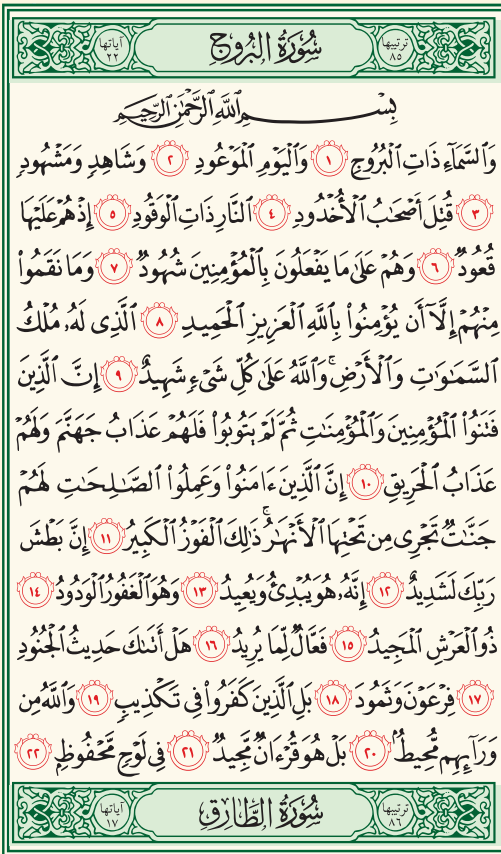 ترتيبها ٨٥ سُورَةُ البُرُوج آياتها ٢٢
بِسْمِ ٱللَّهِ ٱلرَّحْمَٰنِ ٱلرَّحِيمِ
وَٱلسَّمَآءِ ذَاتِ ٱلْبُرُوجِ ١ وَٱلْيَوْمِ ٱلْمَوْعُودِ ٢ وَشَاهِدٍ وَمَشْهُودٍ
٣ قُتِلَ أَصْحَٰبُ ٱلْأُخْدُودِ ٤ ٱلنَّارِ ذَاتِ ٱلْوَقُودِ ٥ إِذْ هُمْ عَلَيْهَا
قُعُودٌ ٦ وَهُمْ عَلَىٰ مَا يَفْعَلُونَ بِٱلْمُؤْمِنِينَ شُهُودٌ ٧ وَمَا نَقَمُوا۟
مِنْهُمْ إِلَّآ أَن يُؤْمِنُوا۟ بِٱللَّهِ ٱلْعَزِيزِ ٱلْحَمِيدِ ٨ ٱلَّذِى لَهُۥ مُلْكُ
ٱلسَّمَٰوَٰتِ وَٱلْأَرْضِ ۚ وَٱللَّهُ عَلَىٰ كُلِّ شَىْءٍ شَهِيدٌ ٩ إِنَّ ٱلَّذِينَ
فَتَنُوا۟ ٱلْمُؤْمِنِينَ وَٱلْمُؤْمِنَٰتِ ثُمَّ لَمْ يَتُوبُوا۟ فَلَهُمْ عَذَابُ جَهَنَّمَ وَلَهُمْ
عَذَابُ ٱلْحَرِيقِ ١٠ إِنَّ ٱلَّذِينَ ءَامَنُوا۟ وَعَمِلُوا۟ ٱلصَّٰلِحَٰتِ لَهُمْ
جَنَّٰتٌ تَجْرِى مِن تَحْتِهَا ٱلْأَنْهَٰرُ ۚ ذَٰلِكَ ٱلْفَوْزُ ٱلْكَبِيرُ ١١ إِنَّ بَطْشَ
رَبِّكَ لَشَدِيدٌ ١٢ إِنَّهُۥ هُوَ يُبْدِئُ وَيُعِيدُ ١٣ وَهُوَ ٱلْغَفُورُ ٱلْوَدُودُ ١٤
ذُو ٱلْعَرْشِ ٱلْمَجِيدُ ١٥ فَعَّالٌ لِّمَا يُرِيدُ ١٦ هَلْ أَتَىٰكَ حَدِيثُ ٱلْجُنُودِ
١٧ فِرْعَوْنَ وَثَمُودَ ١٨ بَلِ ٱلَّذِينَ كَفَرُوا۟ فِى تَكْذِيبٍ ١٩ وَٱللَّهُ مِن
وَرَآئِهِم مُّحِيطٌۢ ٢٠ بَلْ هُوَ قُرْءَانٌ مَّجِيدٌ ٢١ فِى لَوْحٍ مَّحْفُوظٍۭ ٢٢
ترتيبها ٨٦ سُورَةُ الطَّارِقِ آياتها ١٧